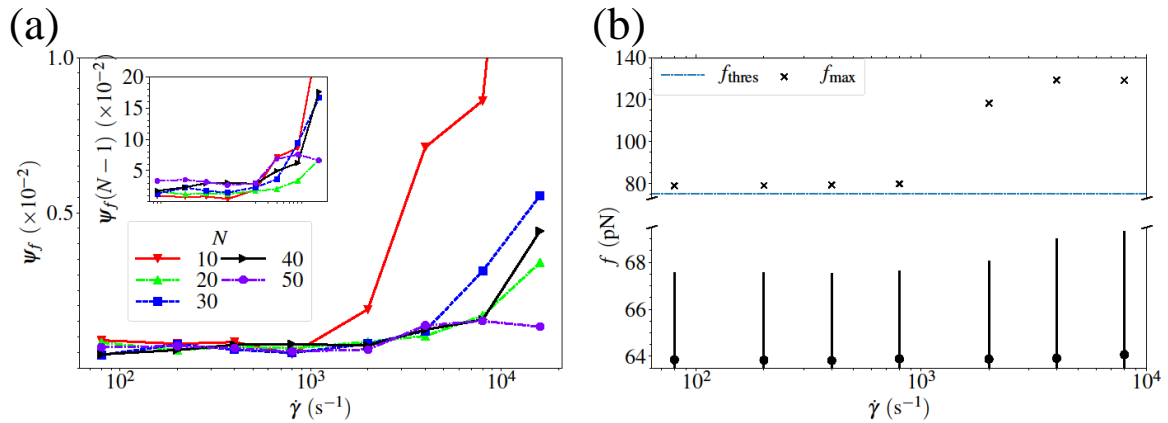 (a)
1.0
0.5
ψf (×10⁻²)
ψf(N − 1) (×10⁻²)
20
15
10
5
N
10
20
30
40
50
10² 10³ 10⁴
γ̇ (s⁻¹)
(b)
140
120
100
80
68
66
64
f (pN)
fthres
fmax
10² 10³ 10⁴
γ̇ (s⁻¹)